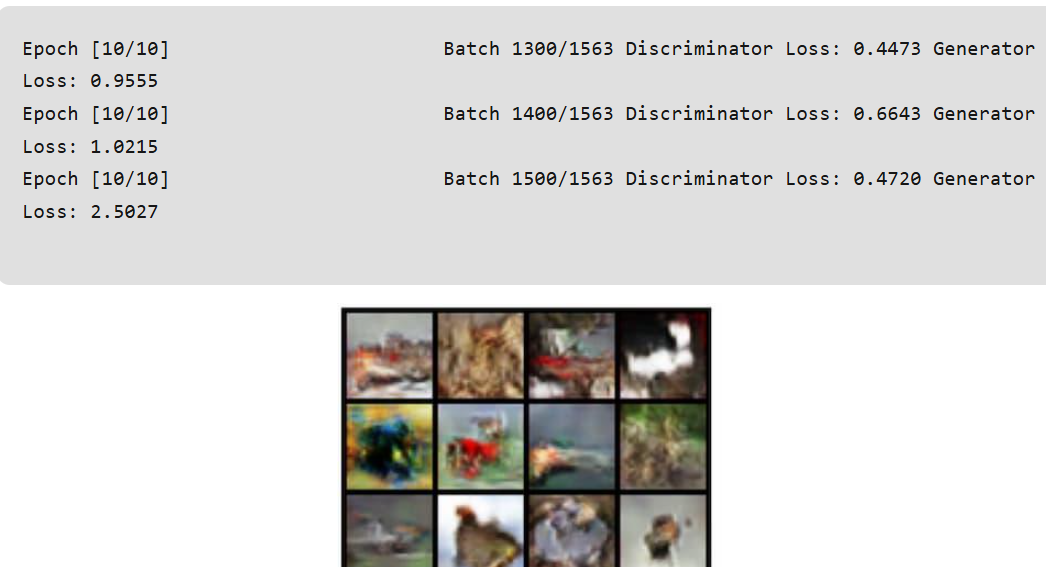 Epoch [10/10] Batch 1300/1563 Discriminator Loss: 0.4473 Generator
Loss: 0.9555
Epoch [10/10] Batch 1400/1563 Discriminator Loss: 0.6643 Generator
Loss: 1.0215
Epoch [10/10] Batch 1500/1563 Discriminator Loss: 0.4720 Generator
Loss: 2.5027